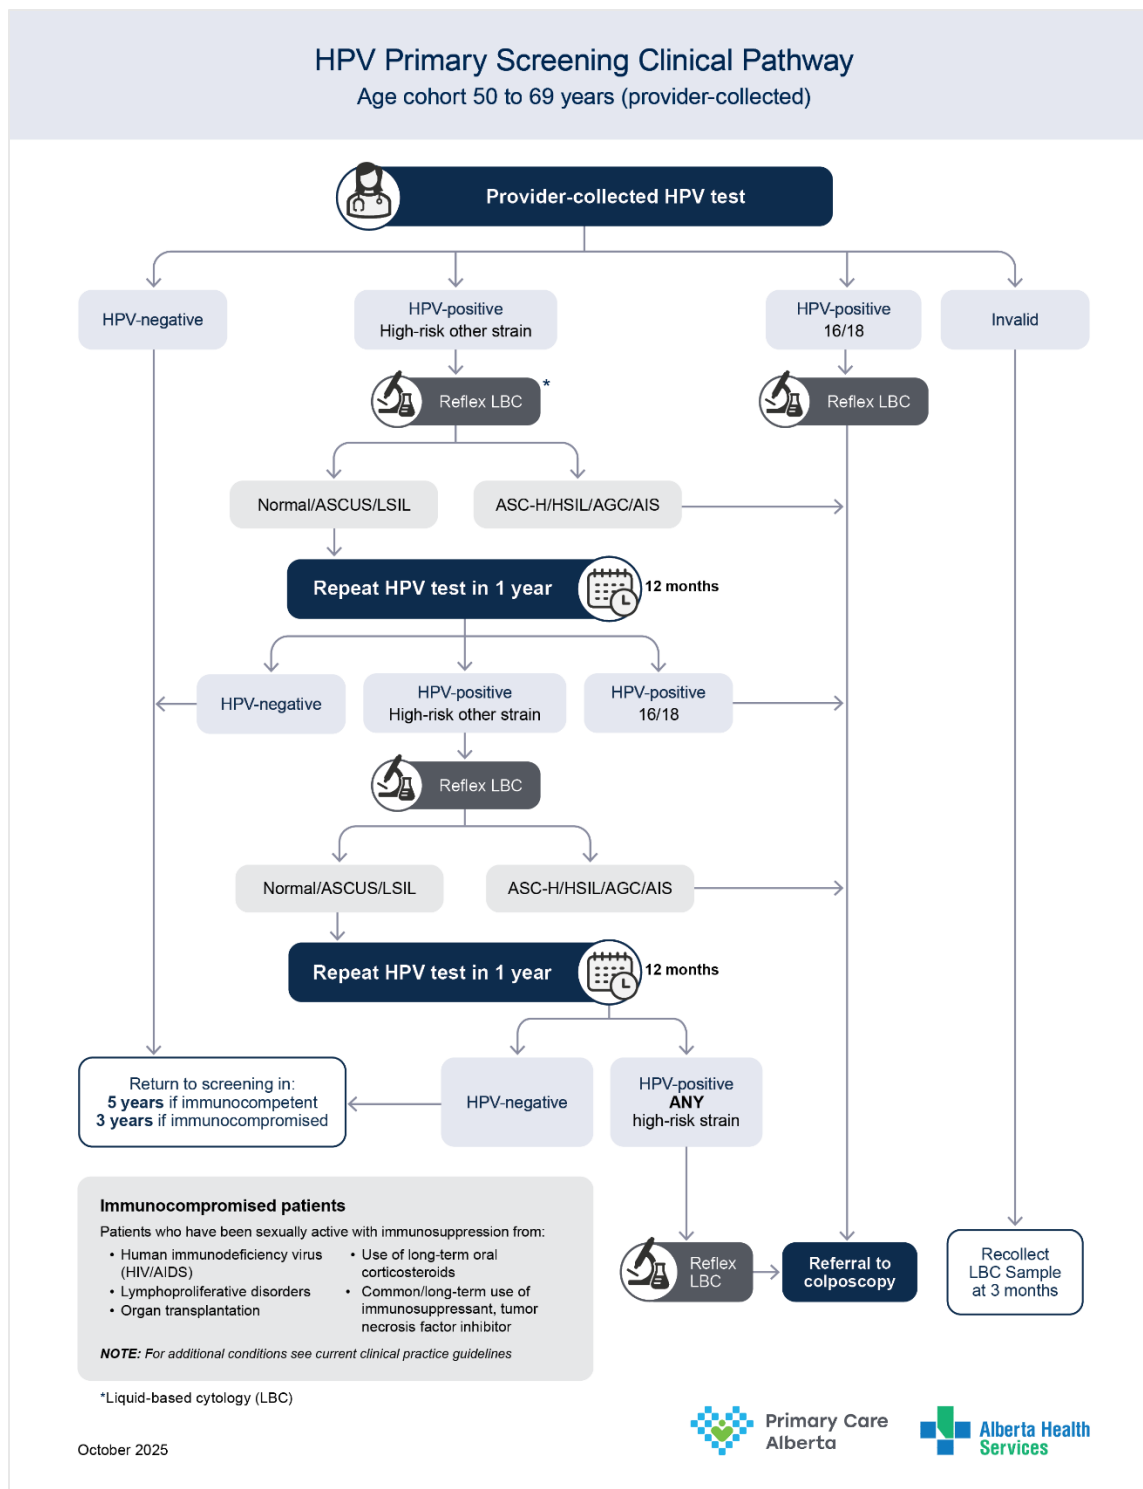 HPV Primary Screening Clinical Pathway
Age cohort 50 to 69 years (provider-collected)
Provider-collected HPV test
HPV-negative
HPV-positive
High-risk other strain
HPV-positive
16/18
Invalid
Reflex LBC
*
Reflex LBC
Normal/ASCUS/LSIL
ASC-H/HSIL/AGC/AIS
Repeat HPV test in 1 year
12 months
HPV-negative
HPV-positive
High-risk other strain
HPV-positive
16/18
Reflex LBC
Normal/ASCUS/LSIL
ASC-H/HSIL/AGC/AIS
Repeat HPV test in 1 year
12 months
Return to screening in:
5 years if immunocompetent
3 years if immunocompromised
HPV-negative
HPV-positive
ANY
high-risk strain
Immunocompromised patients
Patients who have been sexually active with immunosuppression from:
• Human immunodeficiency virus
(HIV/AIDS)
• Lymphoproliferative disorders
• Organ transplantation
• Use of long-term oral
corticosteroids
• Common/long-term use of
immunosuppressant, tumor
necrosis factor inhibitor
NOTE: For additional conditions see current clinical practice guidelines
Reflex
LBC
Referral to
colposcopy
Recollect
LBC Sample
at 3 months
*Liquid-based cytology (LBC)
October 2025
Primary Care
Alberta
Alberta Health
Services